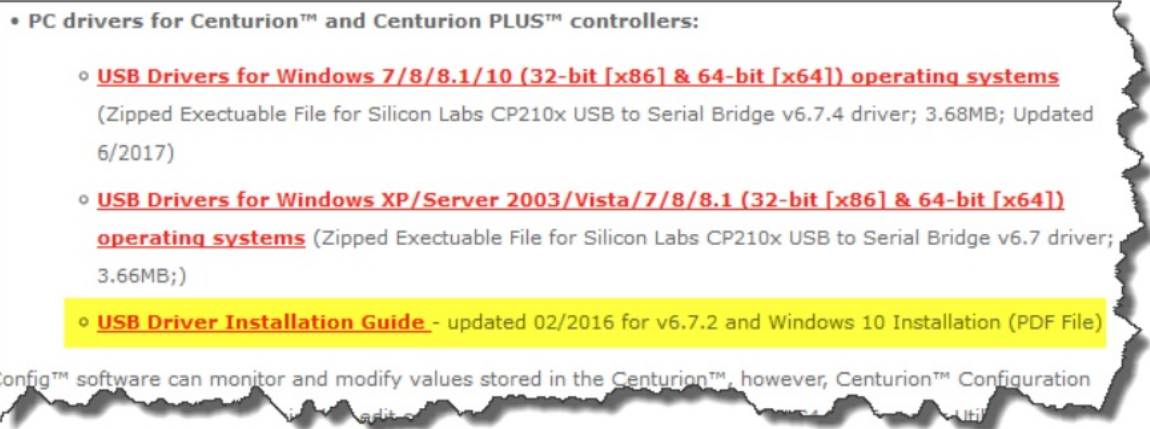 • PC drivers for Centurion™ and Centurion PLUS™ controllers:
USB Drivers for Windows 7/8/8.1/10 (32-bit [x86] & 64-bit [x64]) operating systems
(Zipped Exectuable File for Silicon Labs CP210x USB to Serial Bridge v6.7.4 driver; 3.68MB; Updated
6/2017)
USB Drivers for Windows XP/Server 2003/Vista/7/8/8.1 (32-bit [x86] & 64-bit [x64])
operating systems (Zipped Exectuable File for Silicon Labs CP210x USB to Serial Bridge v6.7 driver;
3.66MB;)
USB Driver Installation Guide - updated 02/2016 for v6.7.2 and Windows 10 Installation (PDF File)
Config™ software can monitor and modify values stored in the Centurion™, however, Centurion™ Configuration